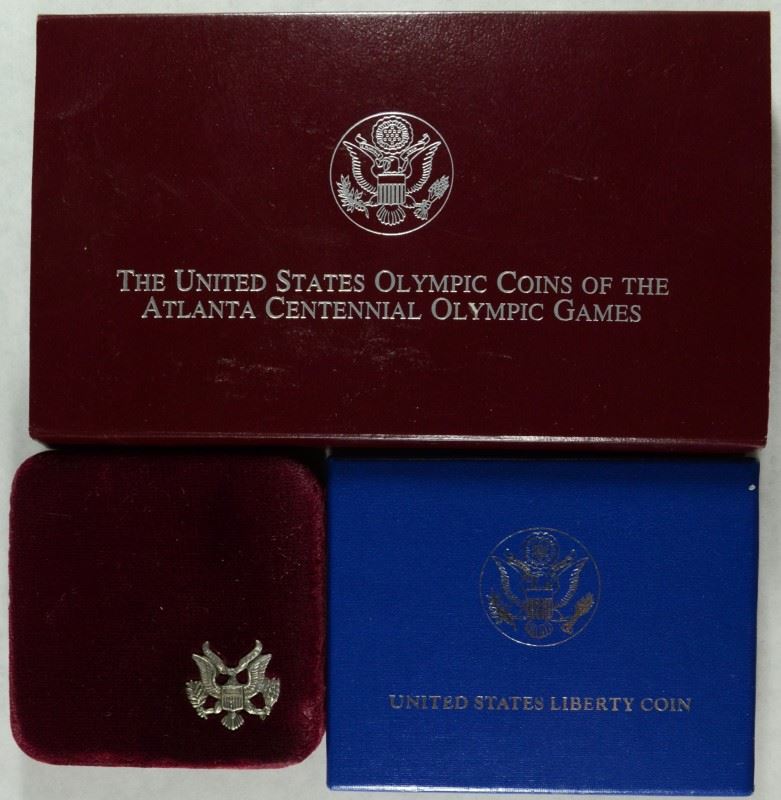 THE UNITED STATES OLYMPIC COINS OF THE
ATLANTA CENTENNIAL OLYMPIC GAMES
UNITED STATES LIBERTY COIN